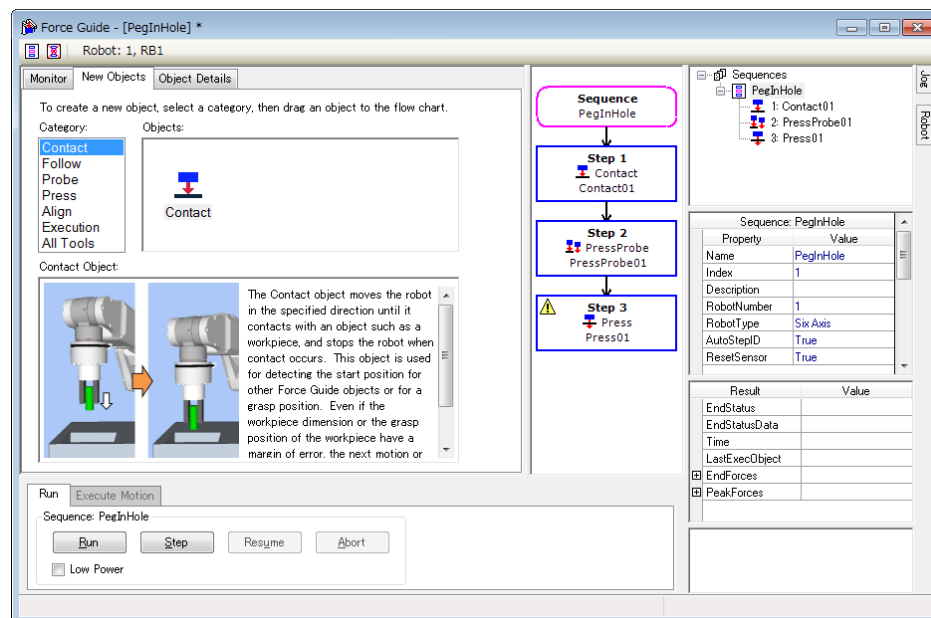 Force Guide - [PegInHole] *
Robot: 1, RB1
Monitor New Objects Object Details
To create a new object, select a category, then drag an object to the flow chart.
Category: Objects:
Contact
Follow
Probe
Press
Align
Execution
All Tools
Contact
Contact Object:
The Contact object moves the robot
in the specified direction until it
contacts with an object such as a
workpiece, and stops the robot when
contact occurs. This object is used
for detecting the start position for
other Force Guide objects or for a
grasp position. Even if the
workpiece dimension or the grasp
position of the workpiece have a
margin of error, the next motion or
Run Execute Motion
Sequence: PegInHole
Run Step Resume Abort
Low Power
Sequence
PegInHole
Step 1
Contact
Contact01
Step 2
PressProbe
PressProbe01
Step 3
Press
Press01
Sequences
PegInHole
1: Contact01
2: PressProbe01
3: Press01
Sequence: PegInHole
Property Value
Name PegInHole
Index 1
Description
RobotNumber 1
RobotType Six Axis
AutoStepID True
ResetSensor True
Result Value
EndStatus
EndStatusData
Time
LastExecObject
EndForces
PeakForces
Jog
Robot